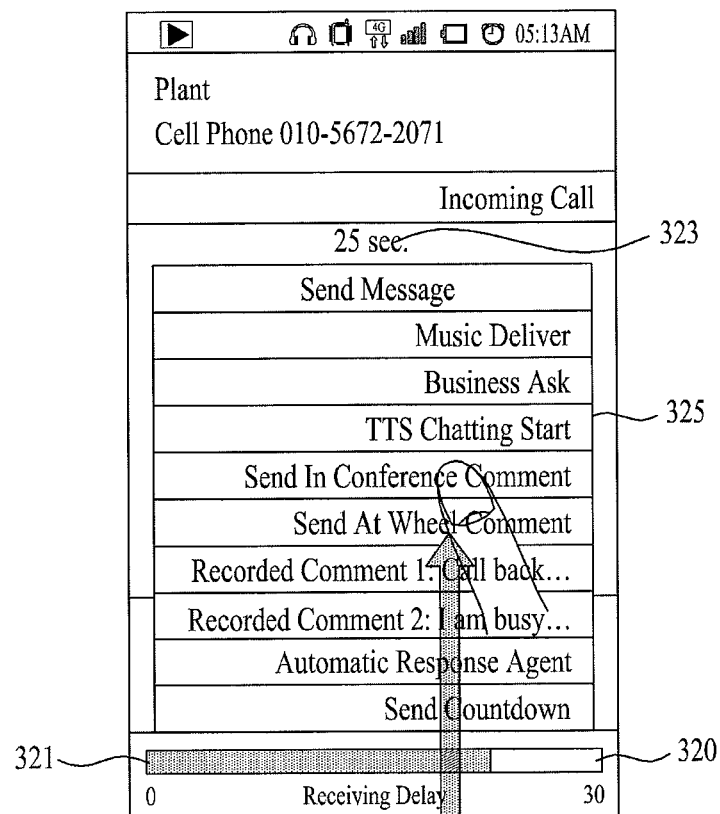 4G 05:13AM
Plant
Cell Phone 010-5672-2071
Incoming Call
25 sec.
323
Send Message
Music Deliver
Business Ask
325
TTS Chatting Start
Send In Conference Comment
Send At Wheel Comment
Recorded Comment 1: Call back...
Recorded Comment 2: I am busy...
Automatic Response Agent
Send Countdown
321
320
0 Receiving Delay 30